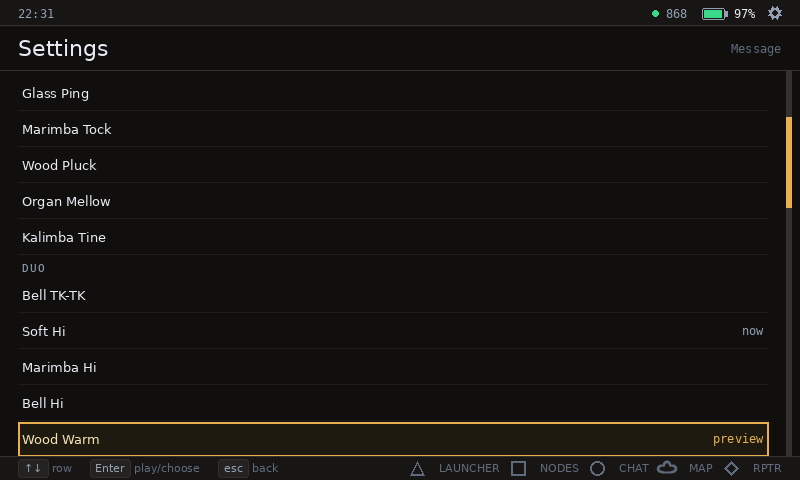 22:31 868 97%
Settings Message
Glass Ping
Marimba Tock
Wood Pluck
Organ Mellow
Kalimba Tine
DUO
Bell TK-TK
Soft Hi now
Marimba Hi
Bell Hi
Wood Warm preview
↑↓ row Enter play/choose esc back LAUNCHER NODES CHAT MAP RPTR